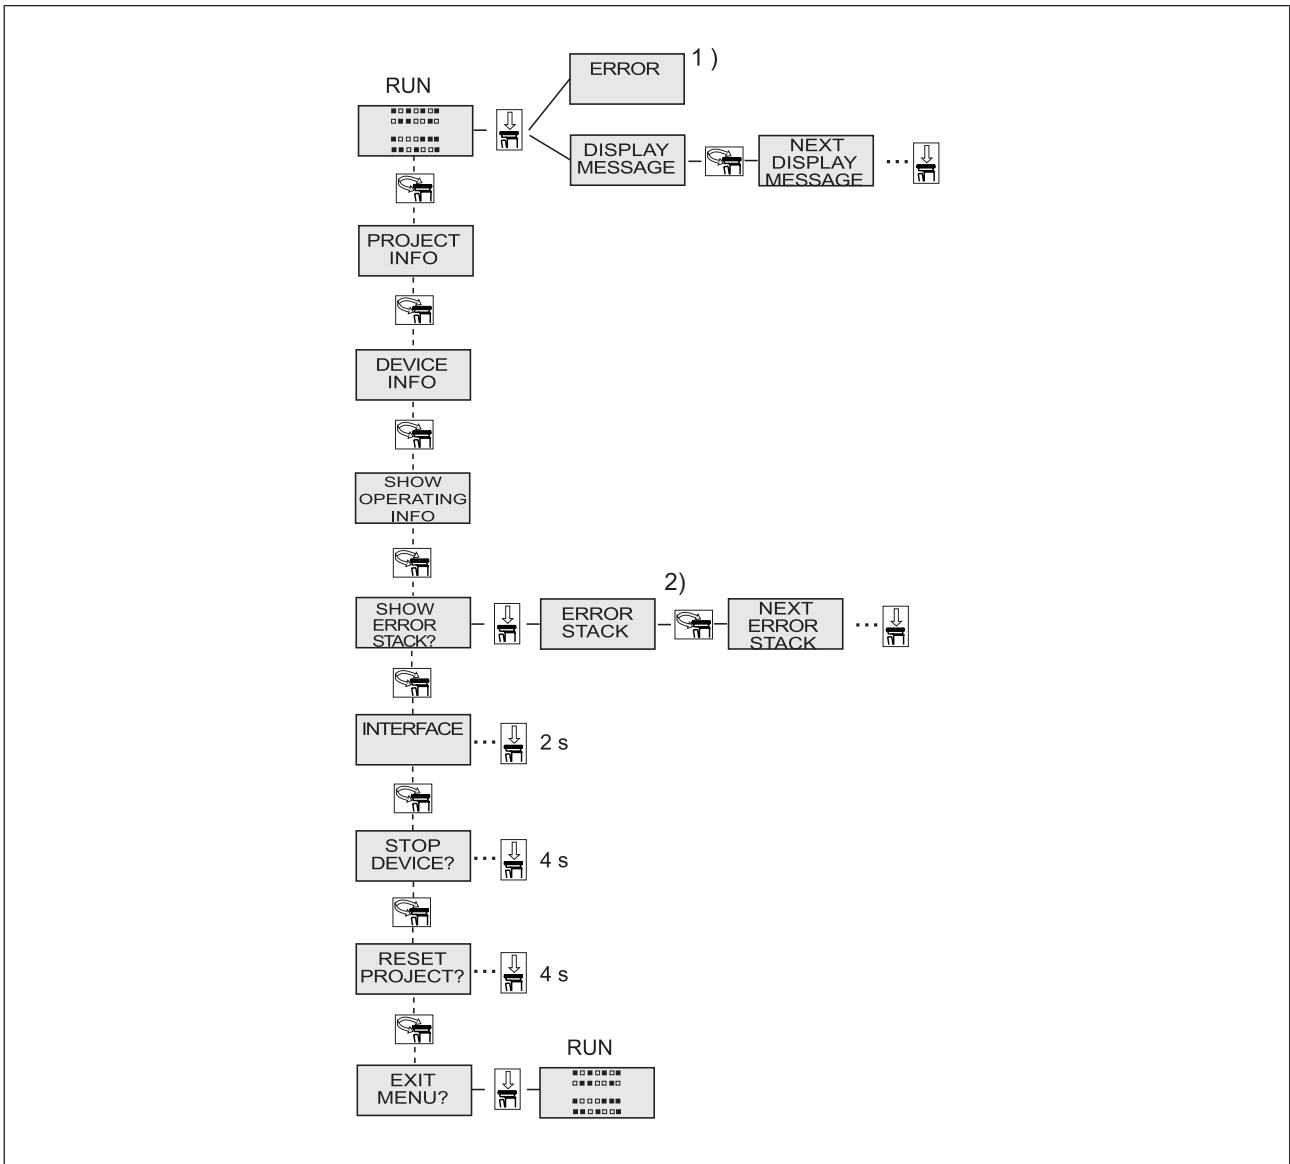 RUN
ERROR
1 )
DISPLAY
MESSAGE
NEXT
DISPLAY
MESSAGE
...
PROJECT
INFO
DEVICE
INFO
SHOW
OPERATING
INFO
SHOW
ERROR
STACK?
ERROR
STACK
2)
NEXT
ERROR
STACK
...
INTERFACE
... 2 s
STOP
DEVICE?
... 4 s
RESET
PROJECT?
... 4 s
EXIT
MENU?
RUN